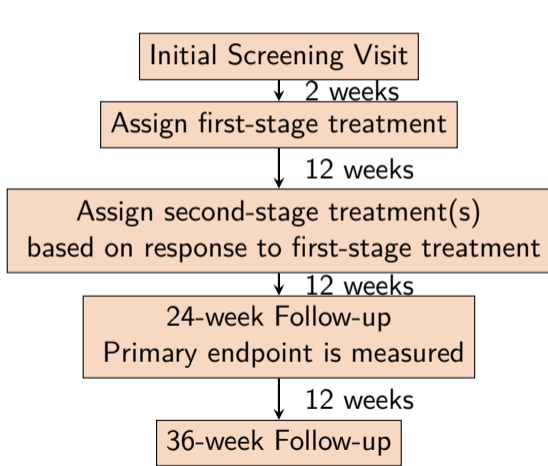 Initial Screening Visit
2 weeks
Assign first-stage treatment
12 weeks
Assign second-stage treatment(s)
based on response to first-stage treatment
12 weeks
24-week Follow-up
Primary endpoint is measured
12 weeks
36-week Follow-up